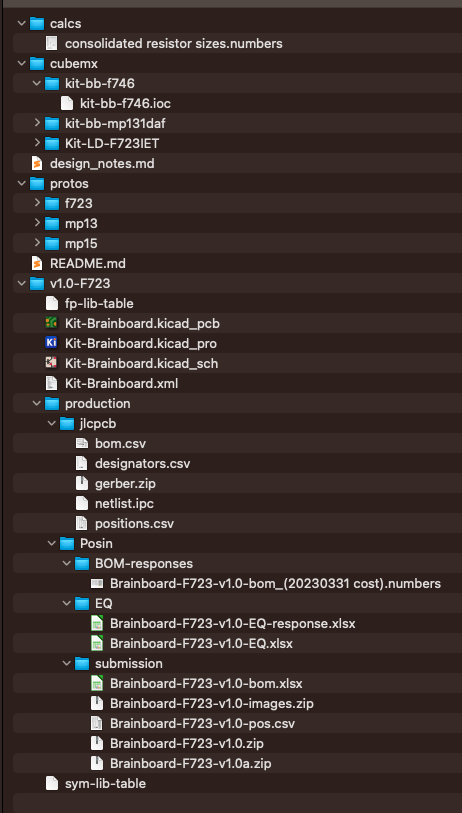 calcs
consolidated resistor sizes.numbers
cubemx
kit-bb-f746
kit-bb-f746.ioc
kit-bb-mp131daf
Kit-LD-F723IET
design_notes.md
protos
f723
mp13
mp15
README.md
v1.0-F723
fp-lib-table
Kit-Brainboard.kicad_pcb
Kit-Brainboard.kicad_pro
Kit-Brainboard.kicad_sch
Kit-Brainboard.xml
production
jlcpcb
bom.csv
designators.csv
gerber.zip
netlist.ipc
positions.csv
Posin
BOM-responses
Brainboard-F723-v1.0-bom_(20230331 cost).numbers
EQ
Brainboard-F723-v1.0-EQ-response.xlsx
Brainboard-F723-v1.0-EQ.xlsx
submission
Brainboard-F723-v1.0-bom.xlsx
Brainboard-F723-v1.0-images.zip
Brainboard-F723-v1.0-pos.csv
Brainboard-F723-v1.0.zip
Brainboard-F723-v1.0a.zip
sym-lib-table